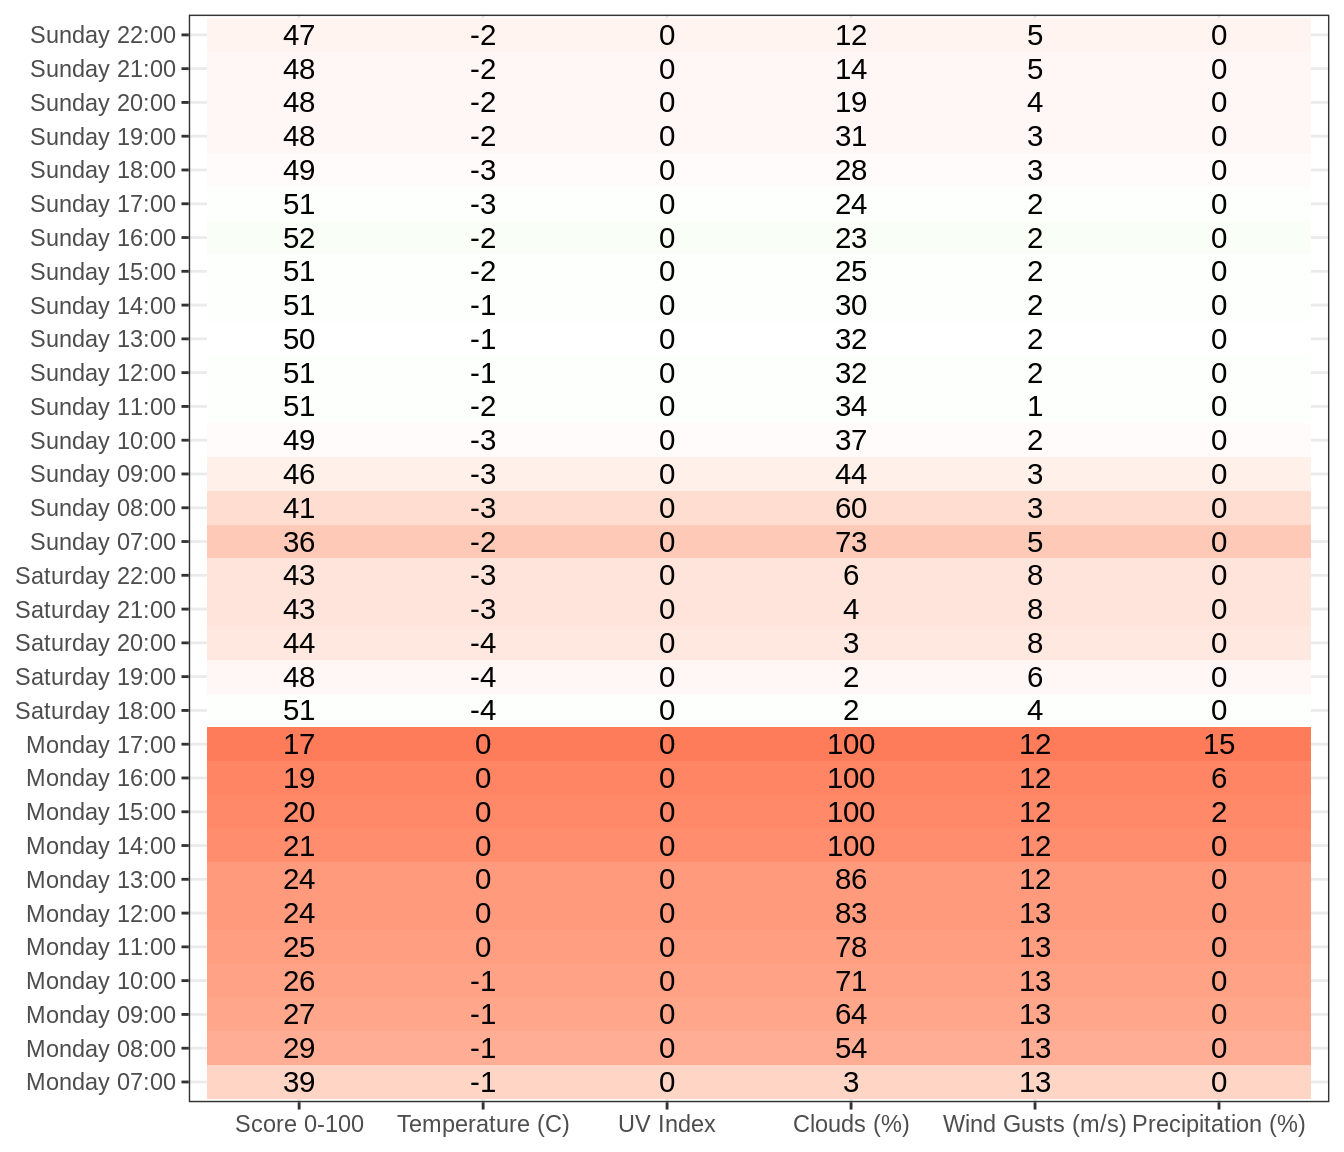 Sunday 22:00 47 -2 0 12 5 0
Sunday 21:00 48 -2 0 14 5 0
Sunday 20:00 48 -2 0 19 4 0
Sunday 19:00 48 -2 0 31 3 0
Sunday 18:00 49 -3 0 28 3 0
Sunday 17:00 51 -3 0 24 2 0
Sunday 16:00 52 -2 0 23 2 0
Sunday 15:00 51 -2 0 25 2 0
Sunday 14:00 51 -1 0 30 2 0
Sunday 13:00 50 -1 0 32 2 0
Sunday 12:00 51 -1 0 32 2 0
Sunday 11:00 51 -2 0 34 1 0
Sunday 10:00 49 -3 0 37 2 0
Sunday 09:00 46 -3 0 44 3 0
Sunday 08:00 41 -3 0 60 3 0
Sunday 07:00 36 -2 0 73 5 0
Saturday 22:00 43 -3 0 6 8 0
Saturday 21:00 43 -3 0 4 8 0
Saturday 20:00 44 -4 0 3 8 0
Saturday 19:00 48 -4 0 2 6 0
Saturday 18:00 51 -4 0 2 4 0
Monday 17:00 17 0 0 100 12 15
Monday 16:00 19 0 0 100 12 6
Monday 15:00 20 0 0 100 12 2
Monday 14:00 21 0 0 100 12 0
Monday 13:00 24 0 0 86 12 0
Monday 12:00 24 0 0 83 13 0
Monday 11:00 25 0 0 78 13 0
Monday 10:00 26 -1 0 71 13 0
Monday 09:00 27 -1 0 64 13 0
Monday 08:00 29 -1 0 54 13 0
Monday 07:00 39 -1 0 3 13 0
Score 0-100 Temperature (C) UV Index Clouds (%) Wind Gusts (m/s) Precipitation (%)